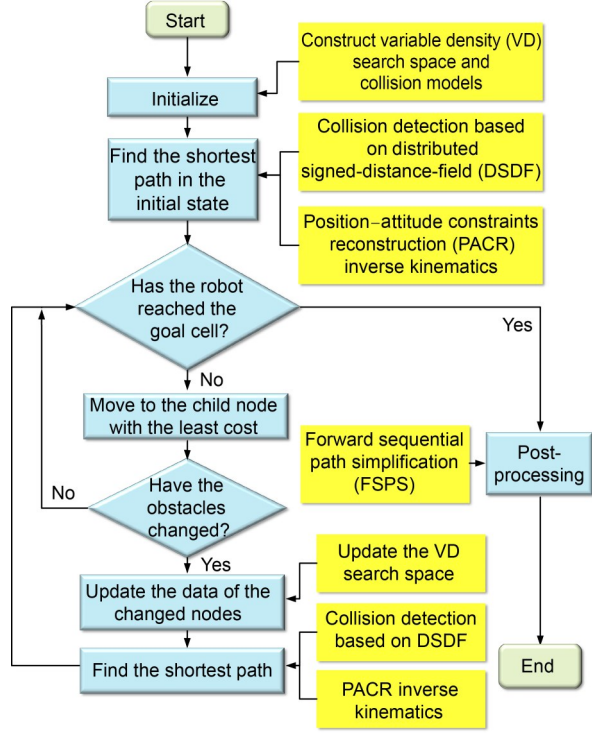 Start
Construct variable density (VD)
search space and
collision models
Initialize
Find the shortest
path in the
initial state
Collision detection based
on distributed
signed-distance-field (DSDF)
Position–attitude constraints
reconstruction (PACR)
inverse kinematics
Has the robot
reached the
goal cell?
Yes
No
Move to the child node
with the least cost
Forward sequential
path simplification
(FSPS)
Post-
processing
Have the
obstacles
changed?
No
Yes
Update the VD
search space
Update the data of the
changed nodes
Collision detection
based on DSDF
Find the shortest path
PACR inverse
kinematics
End